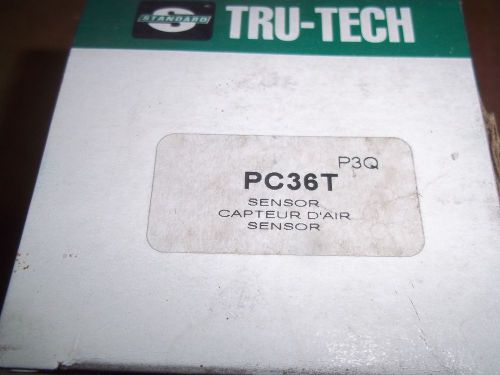 S
STANDARD
TRU-TECH
P3Q
PC36T
SENSOR
CAPTEUR D'AIR
SENSOR